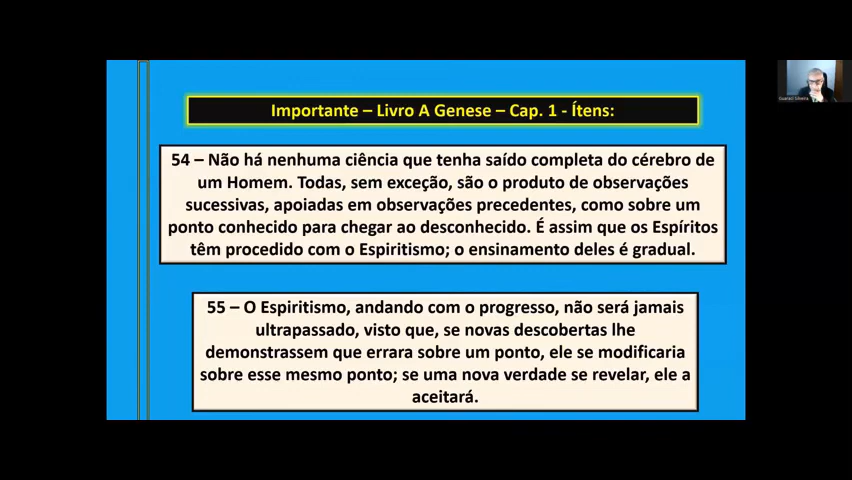 Importante – Livro A Genese – Cap. 1 - Ítens:
54 – Não há nenhuma ciência que tenha saído completa do cérebro de
um Homem. Todas, sem exceção, são o produto de observações
sucessivas, apoiadas em observações precedentes, como sobre um
ponto conhecido para chegar ao desconhecido. É assim que os Espíritos
têm procedido com o Espiritismo; o ensinamento deles é gradual.
55 – O Espiritismo, andando com o progresso, não será jamais
ultrapassado, visto que, se novas descobertas lhe
demonstrassem que errara sobre um ponto, ele se modificaria
sobre esse mesmo ponto; se uma nova verdade se revelar, ele a
aceitará.